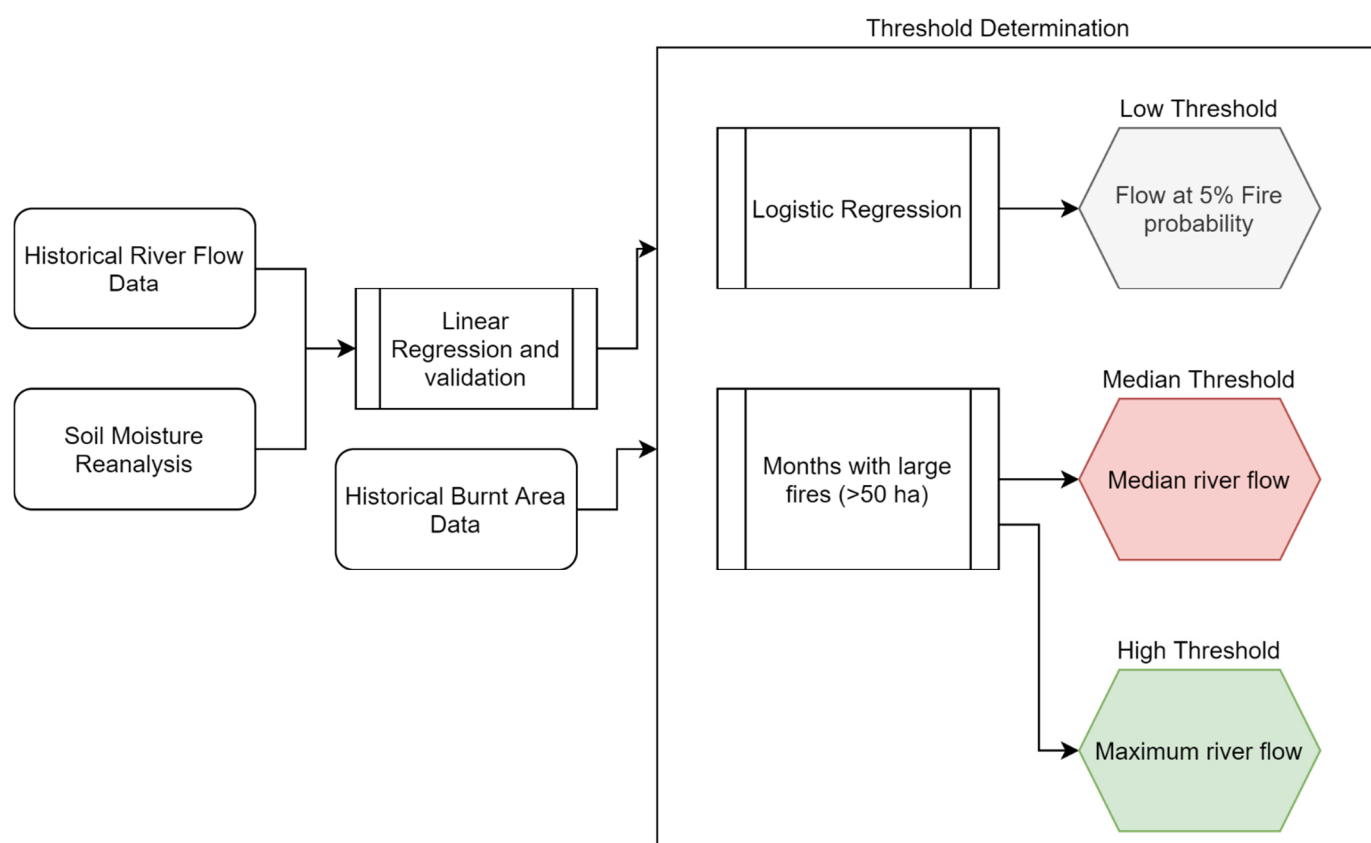 Threshold Determination
Historical River Flow
Data
Soil Moisture
Reanalysis
Linear
Regression and
validation
Historical Burnt Area
Data
Logistic Regression
Low Threshold
Flow at 5% Fire
probability
Months with large
fires (>50 ha)
Median Threshold
Median river flow
High Threshold
Maximum river flow